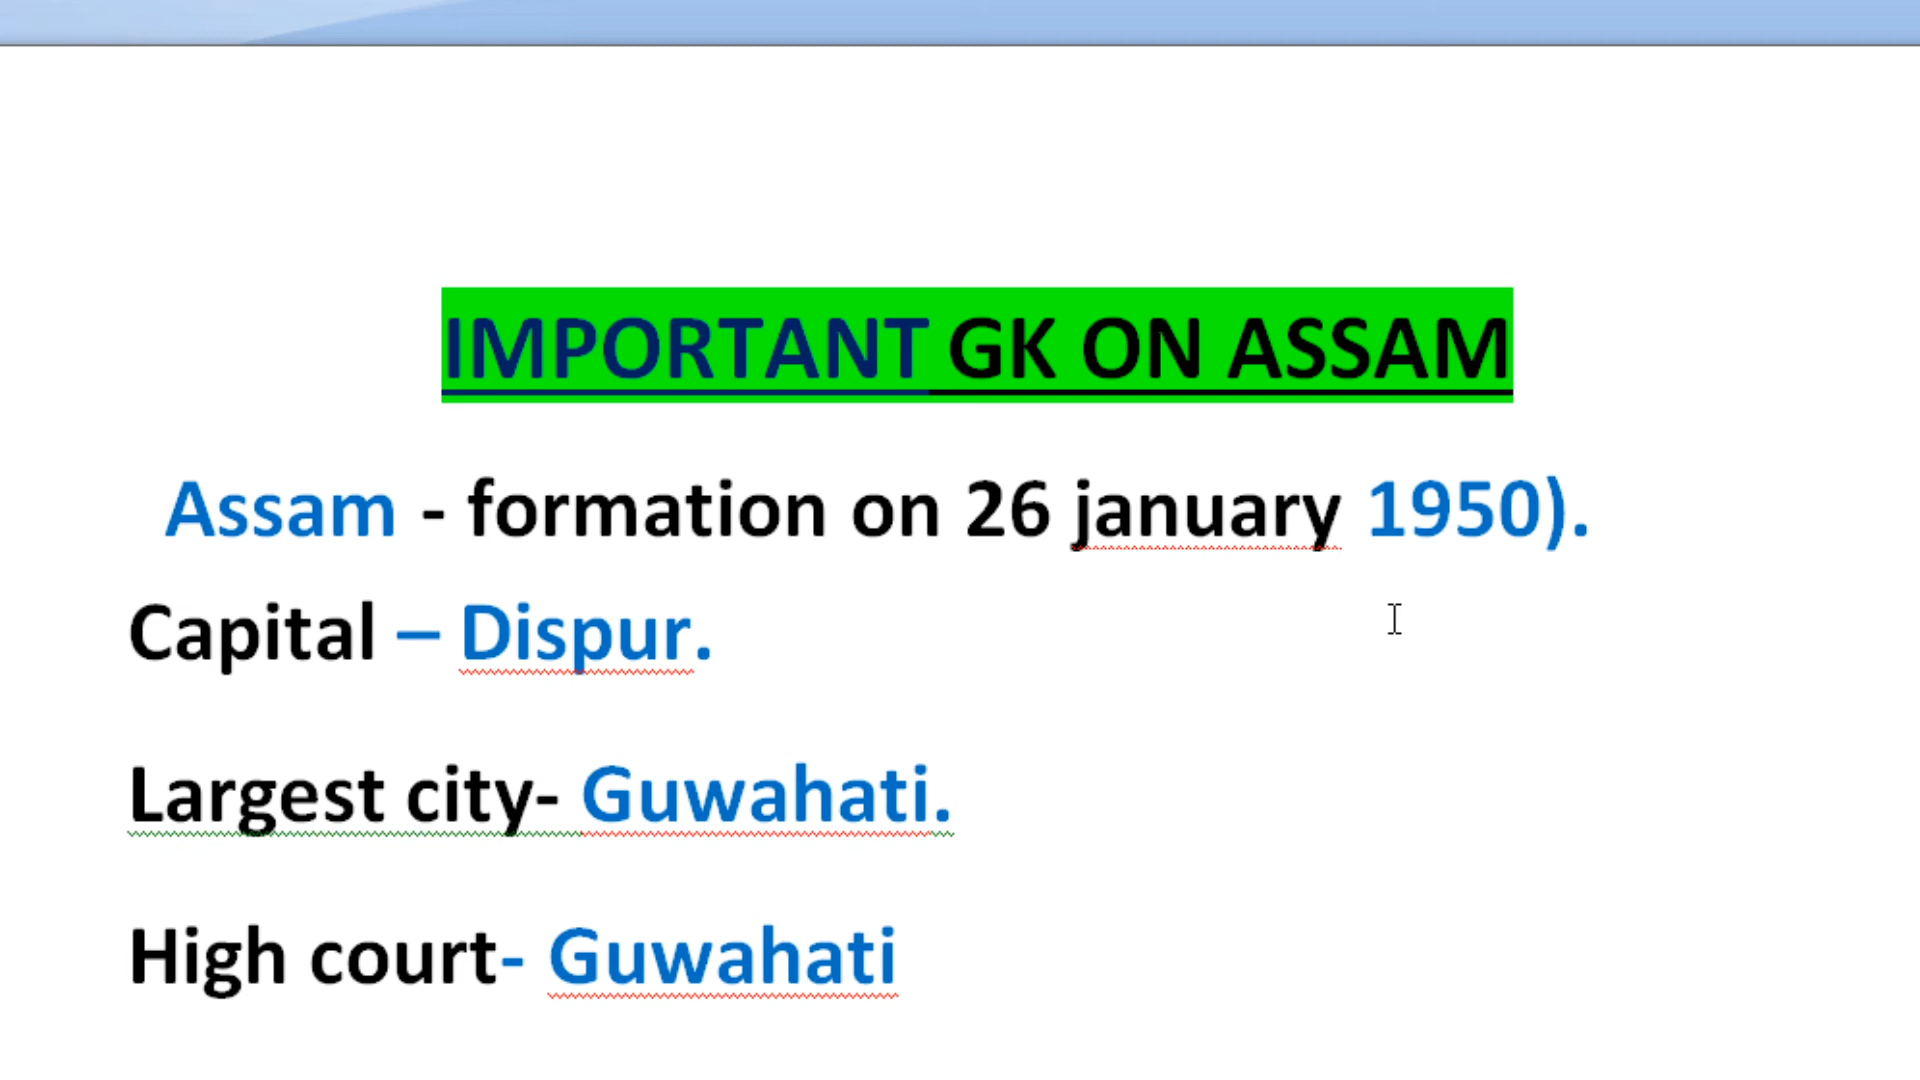 IMPORTANT GK ON ASSAM
Assam - formation on 26 january 1950).
Capital – Dispur.
Largest city- Guwahati.
High court- Guwahati